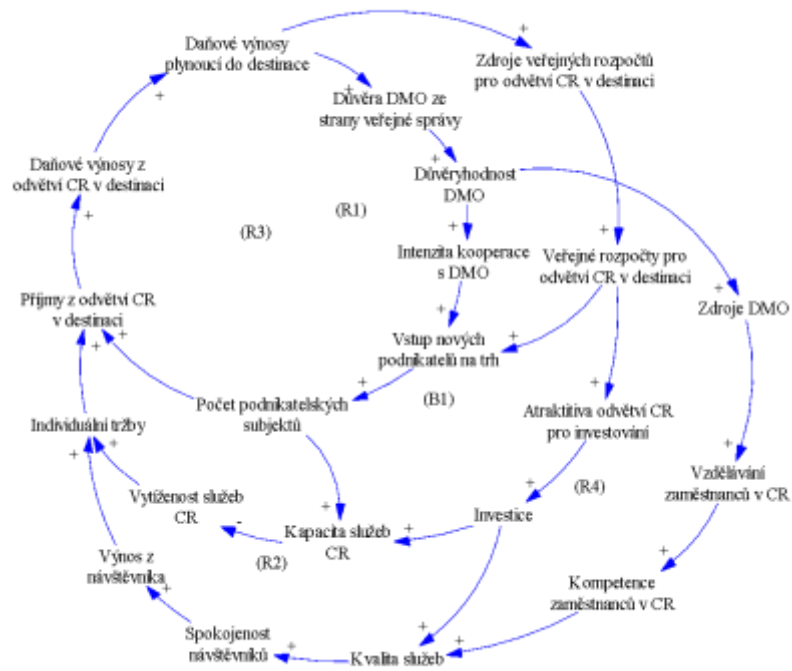 Daňové výnosy
plynoucí do destinace
+
Zdroje veřejných rozpočtů
pro odvětví CR v destinaci
+
+
Důvěra DMO ze
strany veřejné správy
Daňové výnosy z
odvětví CR v destinaci
+
Důvěryhodnost
DMO
+
(R3)
(R1)
+
Intenzita kooperace
s DMO
+
Veřejné rozpočty pro
odvětví CR v destinaci
Příjmy z odvětví CR
v destinaci
+
Zdroje DMO
+
+
+
Vstup nových
podnikatelů na trh
+
+
(B1)
+
Individuální tržby
Počet podnikatelských
subjektů
Atraktitiva odvětví CR
pro investování
+
+
+
Vzdělávání
zaměstnanců v CR
Vytíženost služeb
CR
-
+
Kapacita služeb
CR
+
+
Investice
(R4)
(R2)
Výnos z
návštěvníka
+
+
Kompetence
zaměstnanců v CR
Spokojenost
návštěvníků
+
Kvalita služeb
+
+